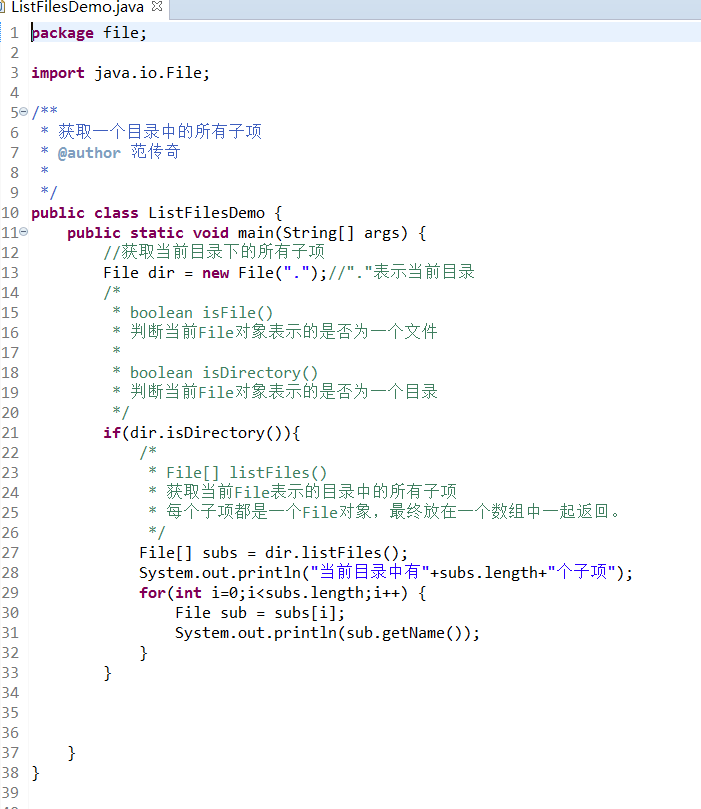 ListFilesDemo.java
1 package file;
2
3 import java.io.File;
4
5 /**
6  * 获取一个目录中的所有子项
7  * @author 范传奇
8  *
9  */
10 public class ListFilesDemo {
11     public static void main(String[] args) {
12         //获取当前目录下的所有子项
13         File dir = new File(".");//"."表示当前目录
14         /*
15          * boolean isFile()
16          * 判断当前File对象表示的是否为一个文件
17          *
18          * boolean isDirectory()
19          * 判断当前File对象表示的是否为一个目录
20          */
21         if(dir.isDirectory()){
22             /*
23              * File[] listFiles()
24              * 获取当前File表示的目录中的所有子项
25              * 每个子项都是一个File对象，最终放在一个数组中一起返回。
26              */
27             File[] subs = dir.listFiles();
28             System.out.println("当前目录中有"+subs.length+"个子项");
29             for(int i=0;i<subs.length;i++) {
30                 File sub = subs[i];
31                 System.out.println(sub.getName());
32             }
33         }
34
35
36
37     }
38 }
39